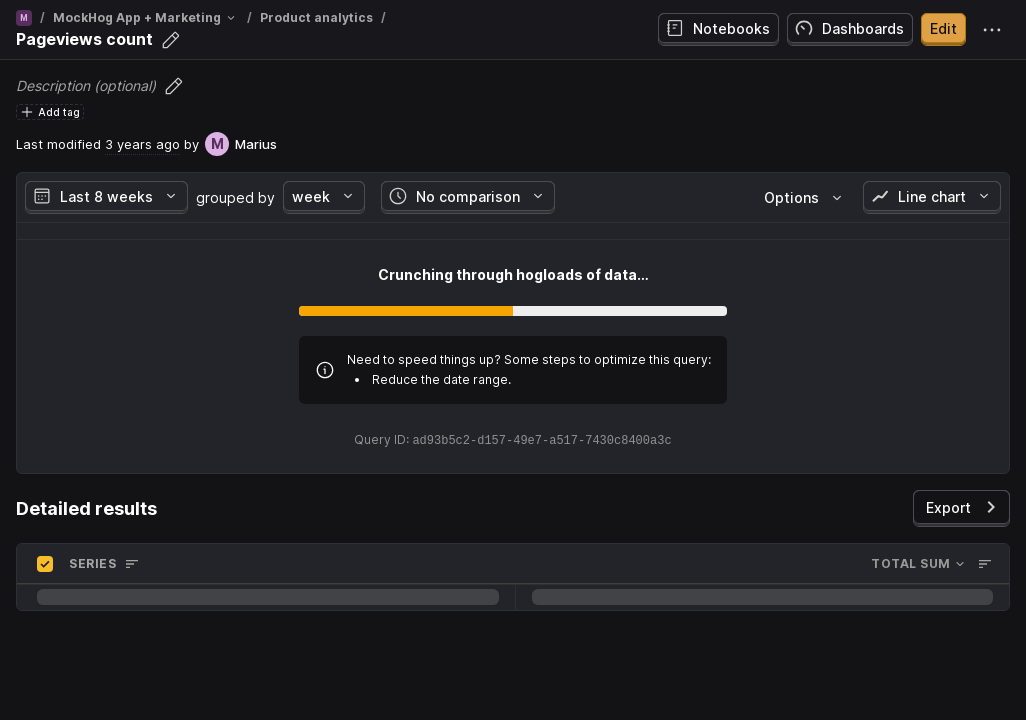 M / MockHog App + Marketing / Product analytics /
Pageviews count
Notebooks
Dashboards
Edit
Description (optional)
Add tag
Last modified 3 years ago by M Marius
Last 8 weeks grouped by week No comparison Options Line chart
Crunching through hogloads of data...
Need to speed things up? Some steps to optimize this query:
• Reduce the date range.
Query ID: ad93b5c2-d157-49e7-a517-7430c8400a3c
Detailed results
Export
SERIES TOTAL SUM